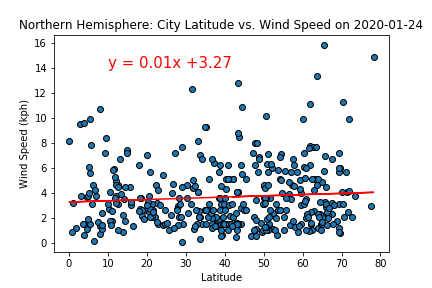 Northern Hemisphere: City Latitude vs. Wind Speed on 2020-01-24
y = 0.01x +3.27
Wind Speed (kph)
16
14
12
10
8
6
4
2
0
0 10 20 30 40 50 60 70 80
Latitude